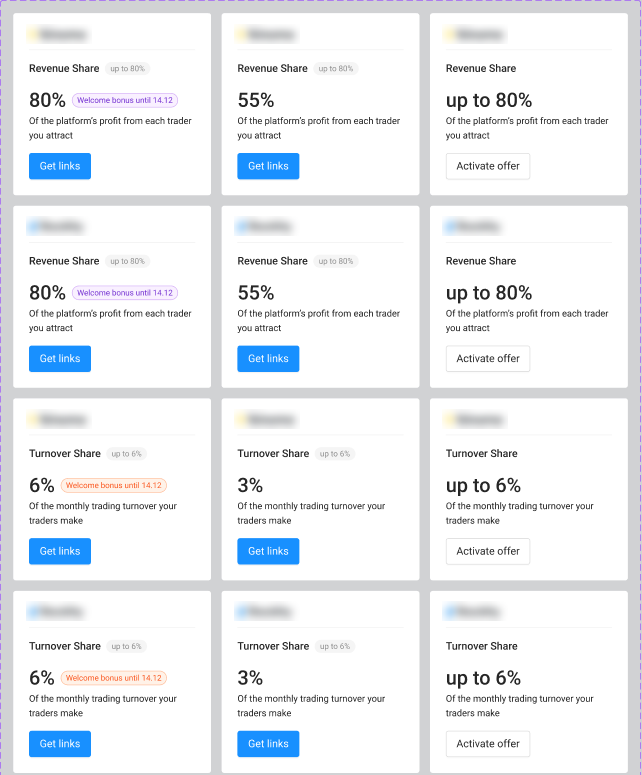 Revenue Share up to 80%
80% Welcome bonus until 14.12
Of the platform's profit from each trader
you attract
Get links
Revenue Share up to 80%
55%
Of the platform's profit from each trader
you attract
Get links
Revenue Share
up to 80%
Of the platform's profit from each trader
you attract
Activate offer
Revenue Share up to 80%
80% Welcome bonus until 14.12
Of the platform's profit from each trader
you attract
Get links
Revenue Share up to 80%
55%
Of the platform's profit from each trader
you attract
Get links
Revenue Share
up to 80%
Of the platform's profit from each trader
you attract
Activate offer
Turnover Share up to 6%
6% Welcome bonus until 14.12
Of the monthly trading turnover your
traders make
Get links
Turnover Share up to 6%
3%
Of the monthly trading turnover your
traders make
Get links
Turnover Share
up to 6%
Of the monthly trading turnover your
traders make
Activate offer
Turnover Share up to 6%
6% Welcome bonus until 14.12
Of the monthly trading turnover your
traders make
Get links
Turnover Share up to 6%
3%
Of the monthly trading turnover your
traders make
Get links
Turnover Share
up to 6%
Of the monthly trading turnover your
traders make
Activate offer